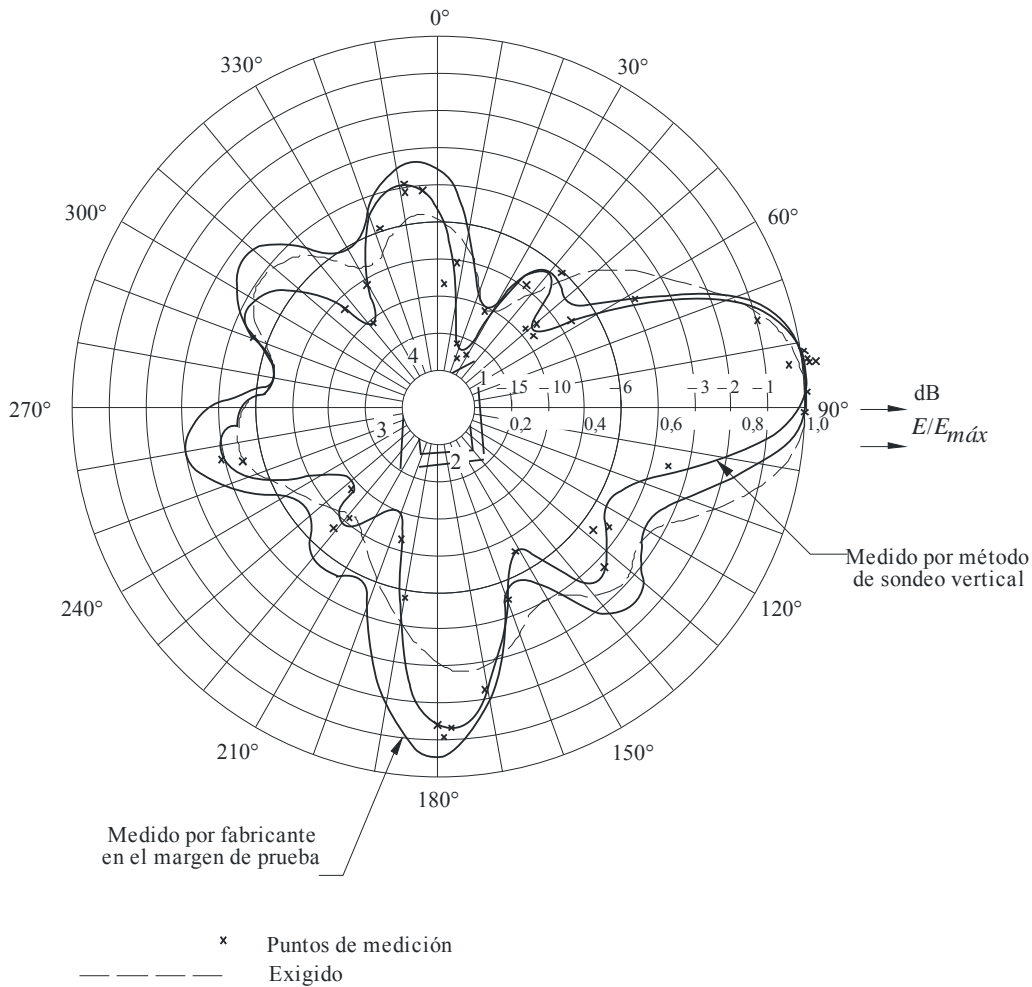 0°
330°
30°
300°
60°
4
1
–15 –10 –6 –3 –2 –1 dB
270°
90°
3
0,2 0,4 0,6 0,8 1,0 E/Emáx
2
Medido por método
de sondeo vertical
240°
120°
210°
150°
180°
Medido por fabricante
en el margen de prueba
× Puntos de medición
Exigido